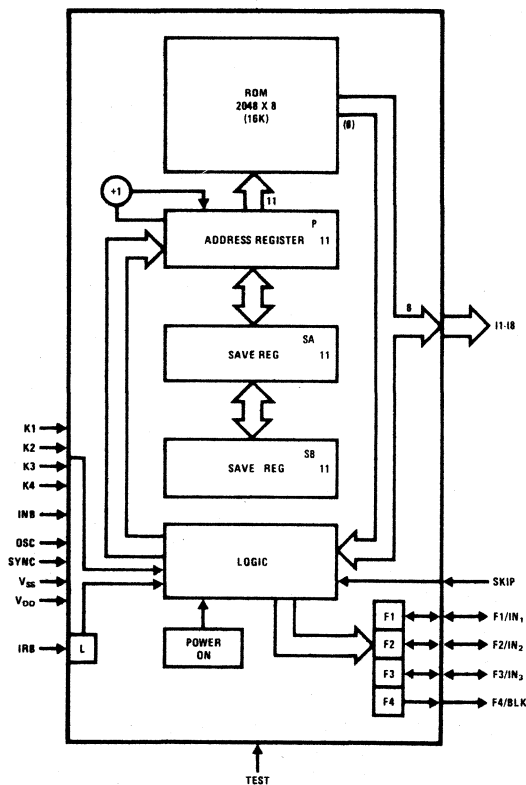 ROM
2048 X 8
(16K)
(8)
+1
11
P
ADDRESS REGISTER
11
8
I1-I8
SA
SAVE REG
11
SB
SAVE REG
11
K1
K2
K3
K4
INB
OSC
SYNC
VSS
VDD
IRB
L
LOGIC
SKIP
POWER
ON
F1
F2
F3
F4
F1/IN1
F2/IN2
F3/IN3
F4/BLK
TEST